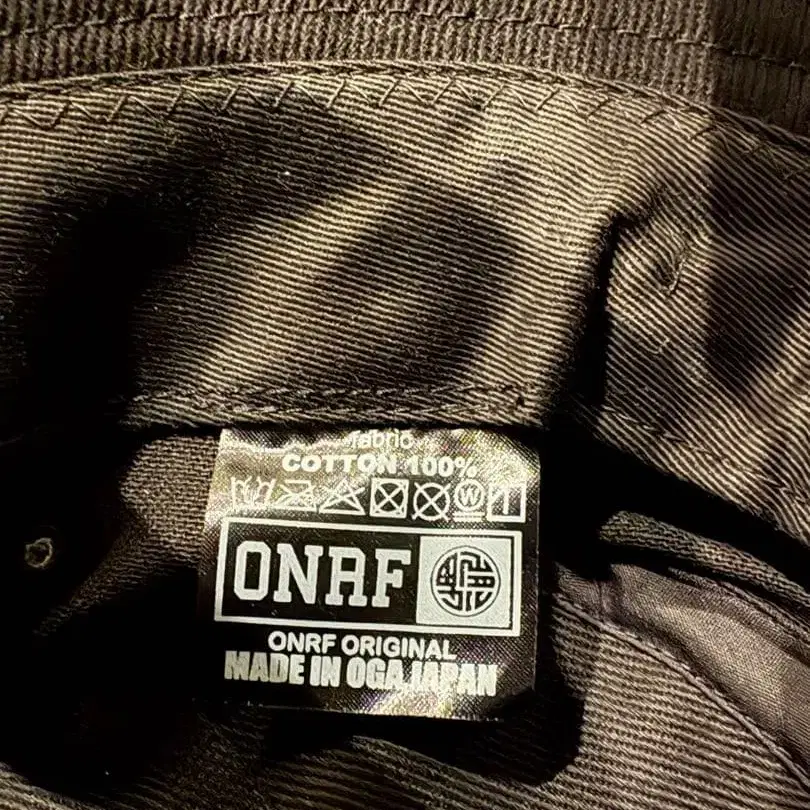 fabric
COTTON 100%
W
ONRF
ONRF ORIGINAL
MADE IN OGA,JAPAN